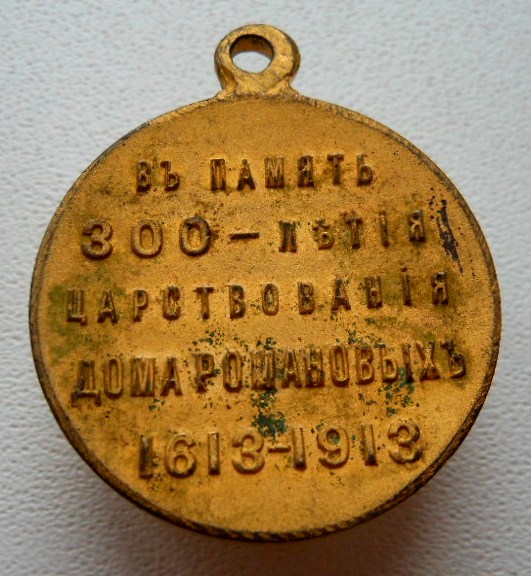 ВЪ ПАМЯТЬ
300 – ЛѢТІЯ
ЦАРСТВОВАНІЯ
ДОМА РОМАНОВЫХЪ
1613-1913